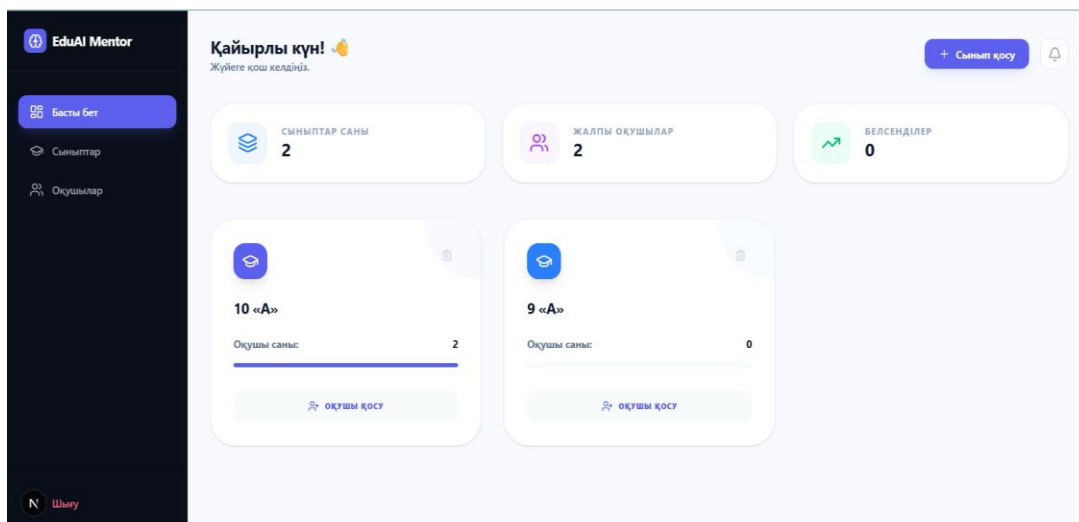 EduAI Mentor
Басты бет
Сыныптар
Оқушылар
N Шығу
Қайырлы күн! 👋
Жүйеге қош келдіңіз.
+ Сынып қосу
СЫНЫПТАР САНЫ
2
ЖАЛПЫ ОҚУШЫЛАР
2
БЕЛСЕНДІЛЕР
0
10 «А»
Оқушы саны: 2
ОҚУШЫ ҚОСУ
9 «А»
Оқушы саны: 0
ОҚУШЫ ҚОСУ